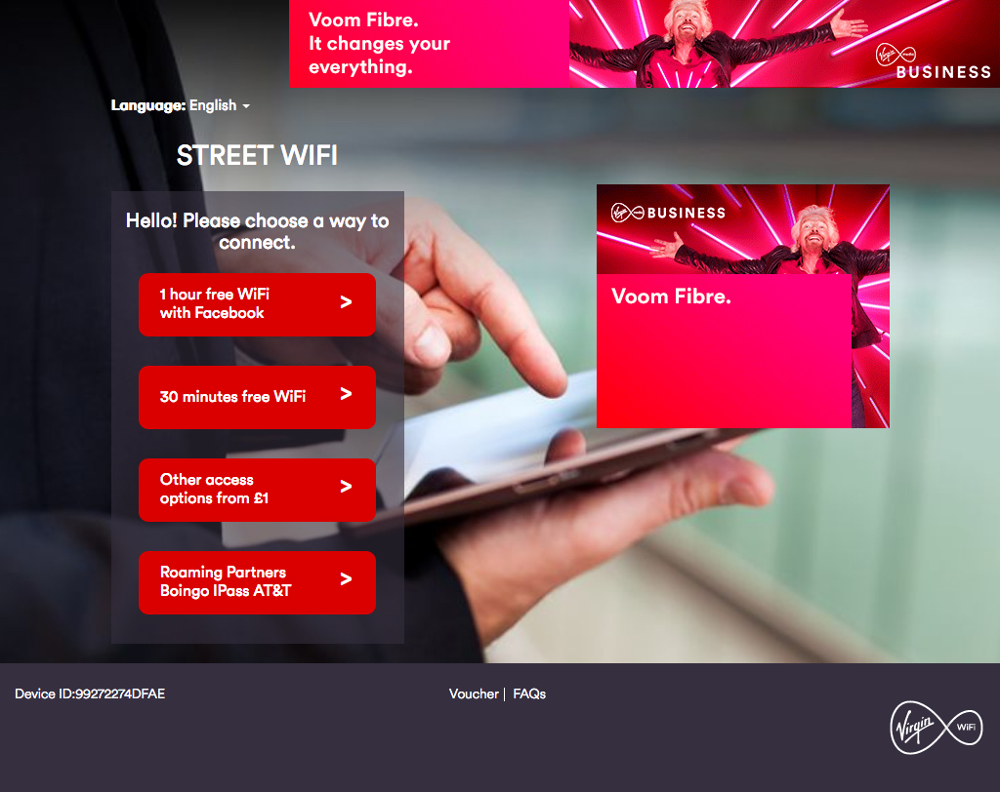 Voom Fibre.
It changes your
everything.
Virgin media
BUSINESS
Language: English
STREET WIFI
Hello! Please choose a way to
connect.
1 hour free WiFi
with Facebook
>
30 minutes free WiFi
>
Other access
options from £1
>
Roaming Partners
Boingo IPass AT&T
>
Virgin media BUSINESS
Voom Fibre.
Device ID:99272274DFAE
Voucher | FAQs
Virgin WiFi